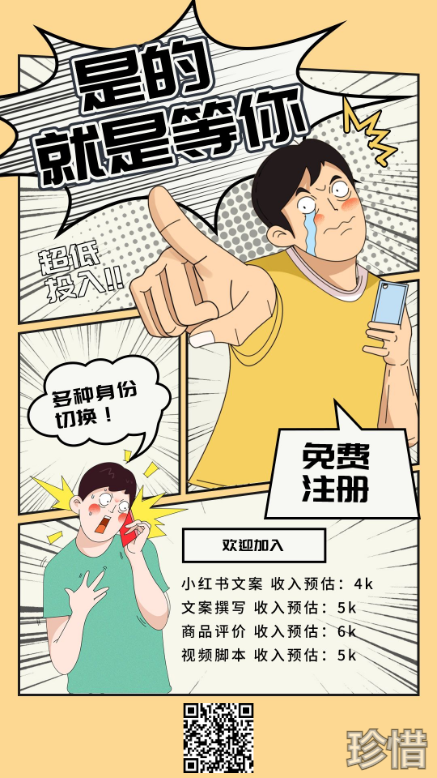 是的
就是等你
超低
投入!!
多种身份
切换！
免费
注册
欢迎加入
小红书文案 收入预估：4k
文案撰写 收入预估：5k
商品评价 收入预估：6k
视频脚本 收入预估：5k
珍惜